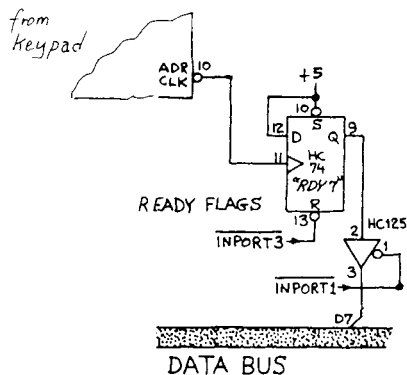 from
Keypad
ADR 10
CLK
+5
10
S
12 D Q 9
11 HC
74
"RDY7"
R
13
READY FLAGS
INPORT3
HC125
2
1
3
INPORT1
D7
DATA BUS